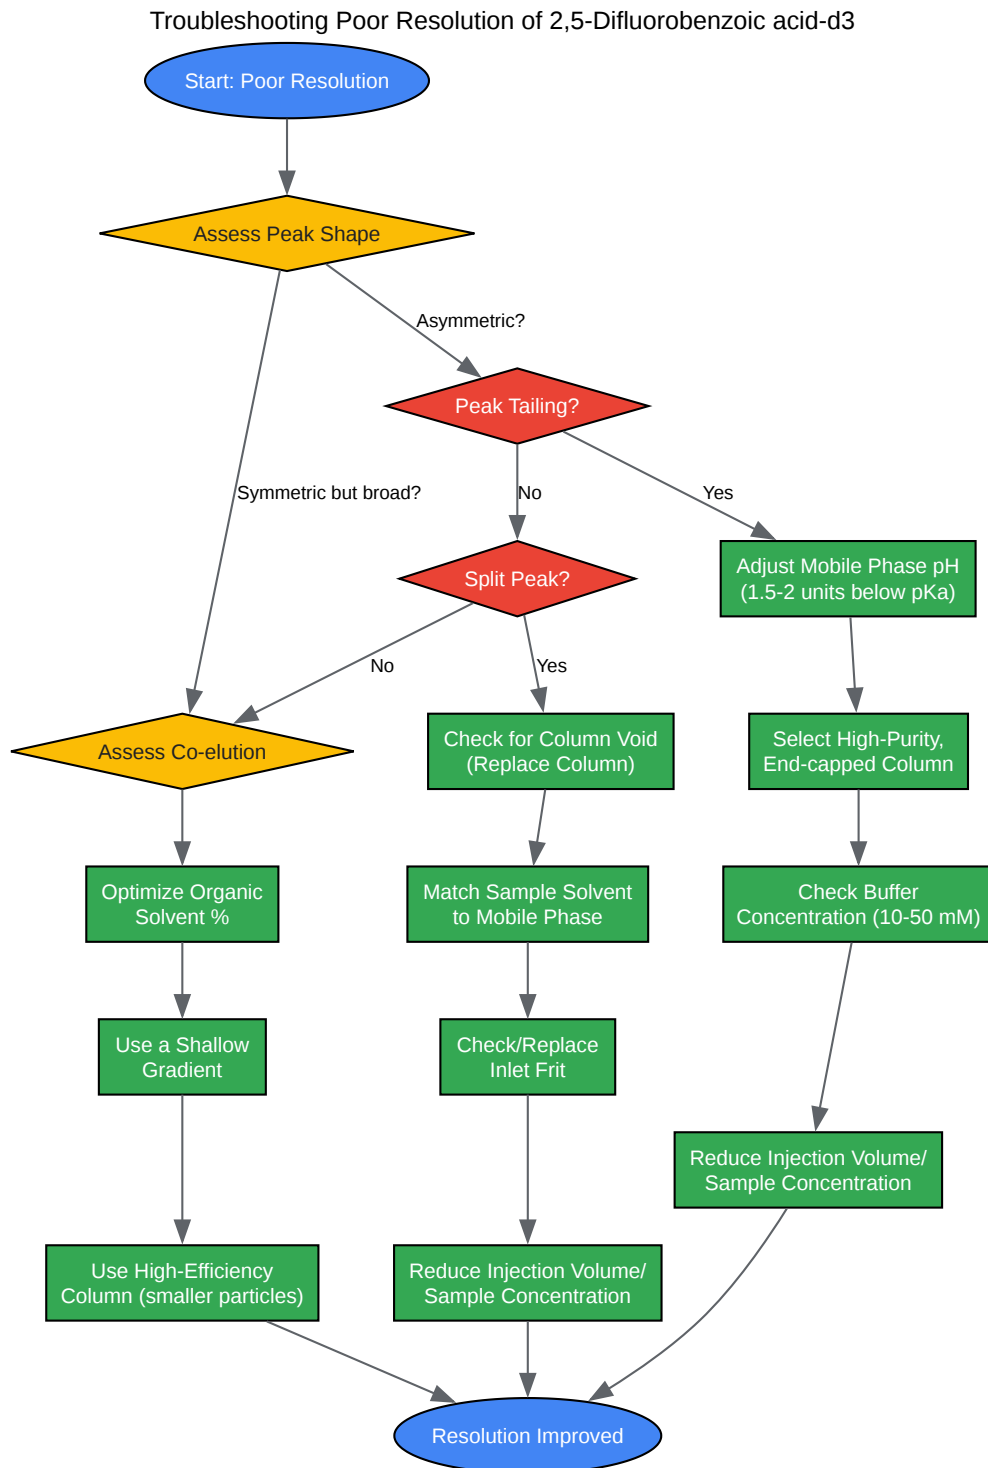 Troubleshooting Poor Resolution of 2,5-Difluorobenzoic acid-d3
Start: Poor Resolution
Assess Peak Shape
Asymmetric?
Peak Tailing?
Symmetric but broad?
No
Yes
Split Peak?
Adjust Mobile Phase pH
(1.5-2 units below pKa)
No
Yes
Assess Co-elution
Check for Column Void
(Replace Column)
Select High-Purity,
End-capped Column
Optimize Organic
Solvent %
Match Sample Solvent
to Mobile Phase
Check Buffer
Concentration (10-50 mM)
Use a Shallow
Gradient
Check/Replace
Inlet Frit
Reduce Injection Volume/
Sample Concentration
Use High-Efficiency
Column (smaller particles)
Reduce Injection Volume/
Sample Concentration
Resolution Improved